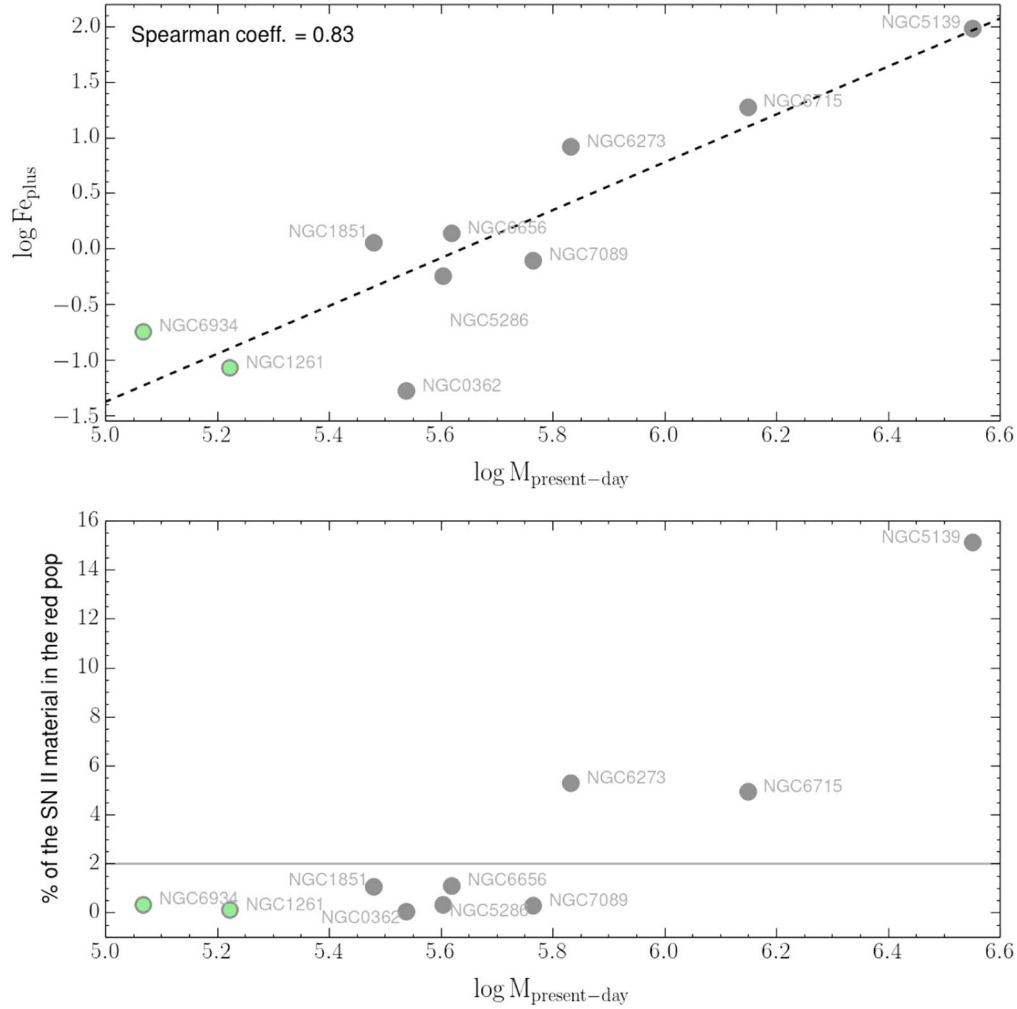 Spearman coeff. = 0.83
log Fe_plus
2.0
1.5
1.0
0.5
0.0
−0.5
−1.0
−1.5
NGC5139
NGC6715
NGC6273
NGC1851
NGC6656
NGC7089
NGC5286
NGC6934
NGC1261
NGC0362
5.0 5.2 5.4 5.6 5.8 6.0 6.2 6.4 6.6
log M_present−day
% of the SN II material in the red pop
16
14
12
10
8
6
4
2
0
NGC5139
NGC6273
NGC6715
NGC1851
NGC6656
NGC6934
NGC1261
NGC0362
NGC5286
NGC7089
5.0 5.2 5.4 5.6 5.8 6.0 6.2 6.4 6.6
log M_present−day